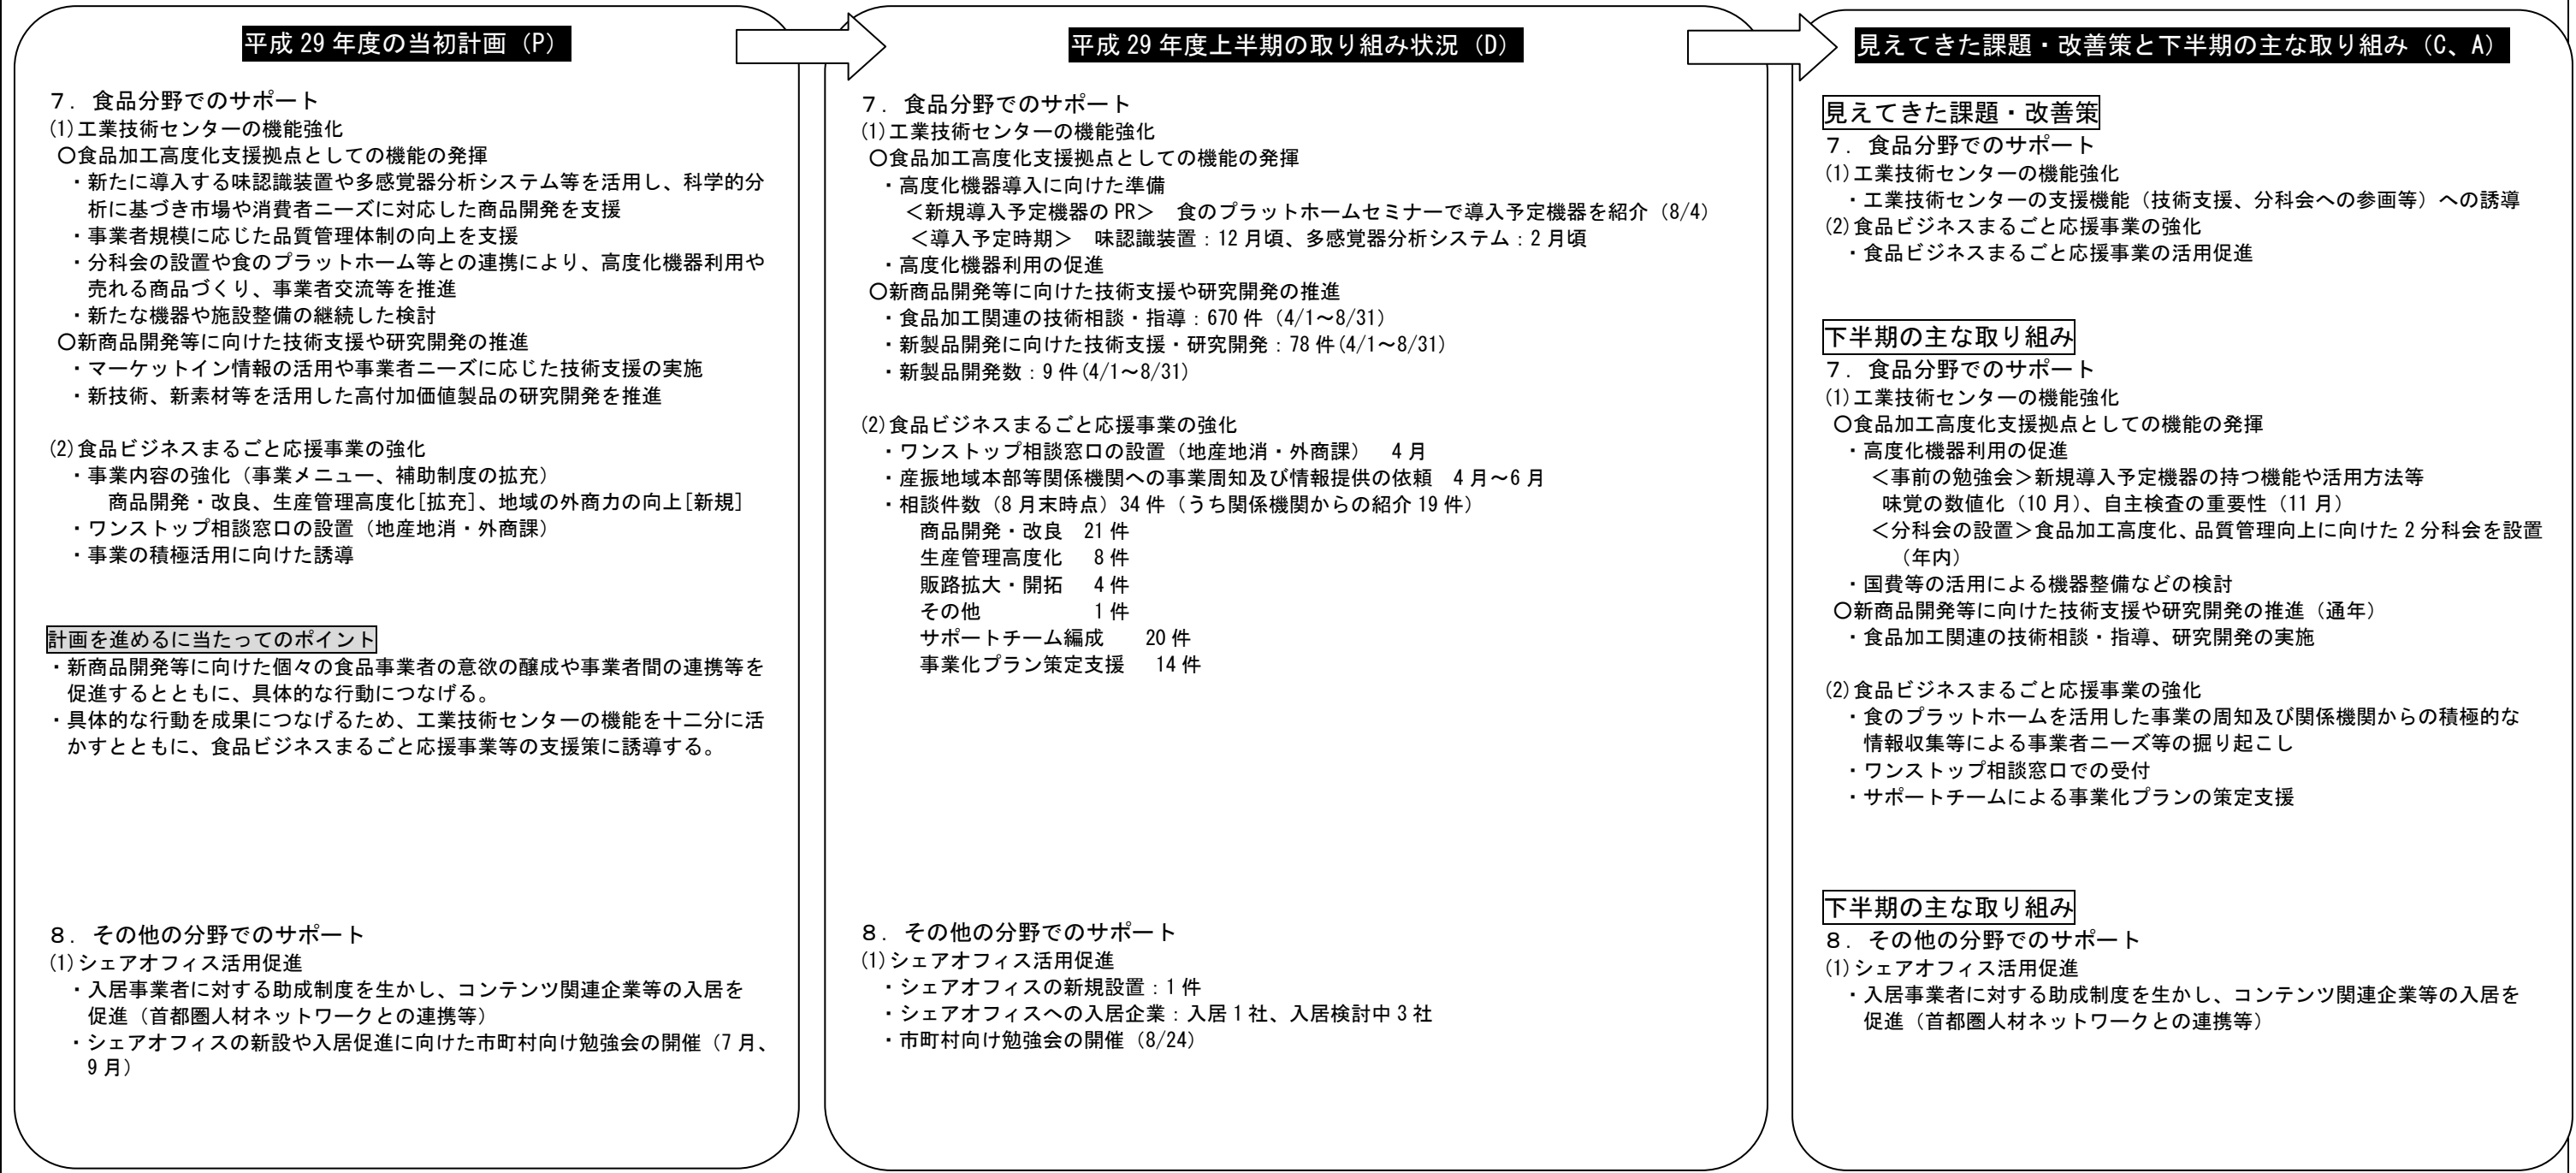 平成 29 年度の当初計画（P）
７．食品分野でのサポート
(1)工業技術センターの機能強化
○食品加工高度化支援拠点としての機能の発揮
・新たに導入する味認識装置や多感覚器分析システム等を活用し、科学的分
析に基づき市場や消費者ニーズに対応した商品開発を支援
・事業者規模に応じた品質管理体制の向上を支援
・分科会の設置や食のプラットホーム等との連携により、高度化機器利用や
売れる商品づくり、事業者交流等を推進
・新たな機器や施設整備の継続した検討
○新商品開発等に向けた技術支援や研究開発の推進
・マーケットイン情報の活用や事業者ニーズに応じた技術支援の実施
・新技術、新素材等を活用した高付加価値製品の研究開発を推進
(2)食品ビジネスまるごと応援事業の強化
・事業内容の強化（事業メニュー、補助制度の拡充）
商品開発・改良、生産管理高度化[拡充]、地域の外商力の向上[新規]
・ワンストップ相談窓口の設置（地産地消・外商課）
・事業の積極活用に向けた誘導
計画を進めるに当たってのポイント
・新商品開発等に向けた個々の食品事業者の意欲の醸成や事業者間の連携等を
促進するとともに、具体的な行動につなげる。
・具体的な行動を成果につなげるため、工業技術センターの機能を十二分に活
かすとともに、食品ビジネスまるごと応援事業等の支援策に誘導する。
８．その他の分野でのサポート
(1)シェアオフィス活用促進
・入居事業者に対する助成制度を生かし、コンテンツ関連企業等の入居を
促進（首都圏人材ネットワークとの連携等）
・シェアオフィスの新設や入居促進に向けた市町村向け勉強会の開催（7 月、
9 月）
平成 29 年度上半期の取り組み状況（D）
７．食品分野でのサポート
(1)工業技術センターの機能強化
○食品加工高度化支援拠点としての機能の発揮
・高度化機器導入に向けた準備
＜新規導入予定機器の PR＞　食のプラットホームセミナーで導入予定機器を紹介（8/4）
＜導入予定時期＞　味認識装置：12 月頃、多感覚器分析システム：2 月頃
・高度化機器利用の促進
○新商品開発等に向けた技術支援や研究開発の推進
・食品加工関連の技術相談・指導：670 件（4/1～8/31）
・新製品開発に向けた技術支援・研究開発：78 件(4/1～8/31)
・新製品開発数：9 件(4/1～8/31)
(2)食品ビジネスまるごと応援事業の強化
・ワンストップ相談窓口の設置（地産地消・外商課）　4 月
・産振地域本部等関係機関への事業周知及び情報提供の依頼　4 月～6 月
・相談件数（8 月末時点）34 件（うち関係機関からの紹介 19 件）
商品開発・改良　21 件
生産管理高度化　8 件
販路拡大・開拓　4 件
その他　1 件
サポートチーム編成　20 件
事業化プラン策定支援　14 件
８．その他の分野でのサポート
(1)シェアオフィス活用促進
・シェアオフィスの新規設置：1 件
・シェアオフィスへの入居企業：入居 1 社、入居検討中 3 社
・市町村向け勉強会の開催（8/24）
見えてきた課題・改善策と下半期の主な取り組み（C、A）
見えてきた課題・改善策
７．食品分野でのサポート
(1)工業技術センターの機能強化
・工業技術センターの支援機能（技術支援、分科会への参画等）への誘導
(2)食品ビジネスまるごと応援事業の強化
・食品ビジネスまるごと応援事業の活用促進
下半期の主な取り組み
７．食品分野でのサポート
(1)工業技術センターの機能強化
○食品加工高度化支援拠点としての機能の発揮
・高度化機器利用の促進
＜事前の勉強会＞新規導入予定機器の持つ機能や活用方法等
味覚の数値化（10 月）、自主検査の重要性（11 月）
＜分科会の設置＞食品加工高度化、品質管理向上に向けた 2 分科会を設置
（年内）
・国費等の活用による機器整備などの検討
○新商品開発等に向けた技術支援や研究開発の推進（通年）
・食品加工関連の技術相談・指導、研究開発の実施
(2)食品ビジネスまるごと応援事業の強化
・食のプラットホームを活用した事業の周知及び関係機関からの積極的な
情報収集等による事業者ニーズ等の掘り起こし
・ワンストップ相談窓口での受付
・サポートチームによる事業化プランの策定支援
下半期の主な取り組み
８．その他の分野でのサポート
(1)シェアオフィス活用促進
・入居事業者に対する助成制度を生かし、コンテンツ関連企業等の入居を
促進（首都圏人材ネットワークとの連携等）